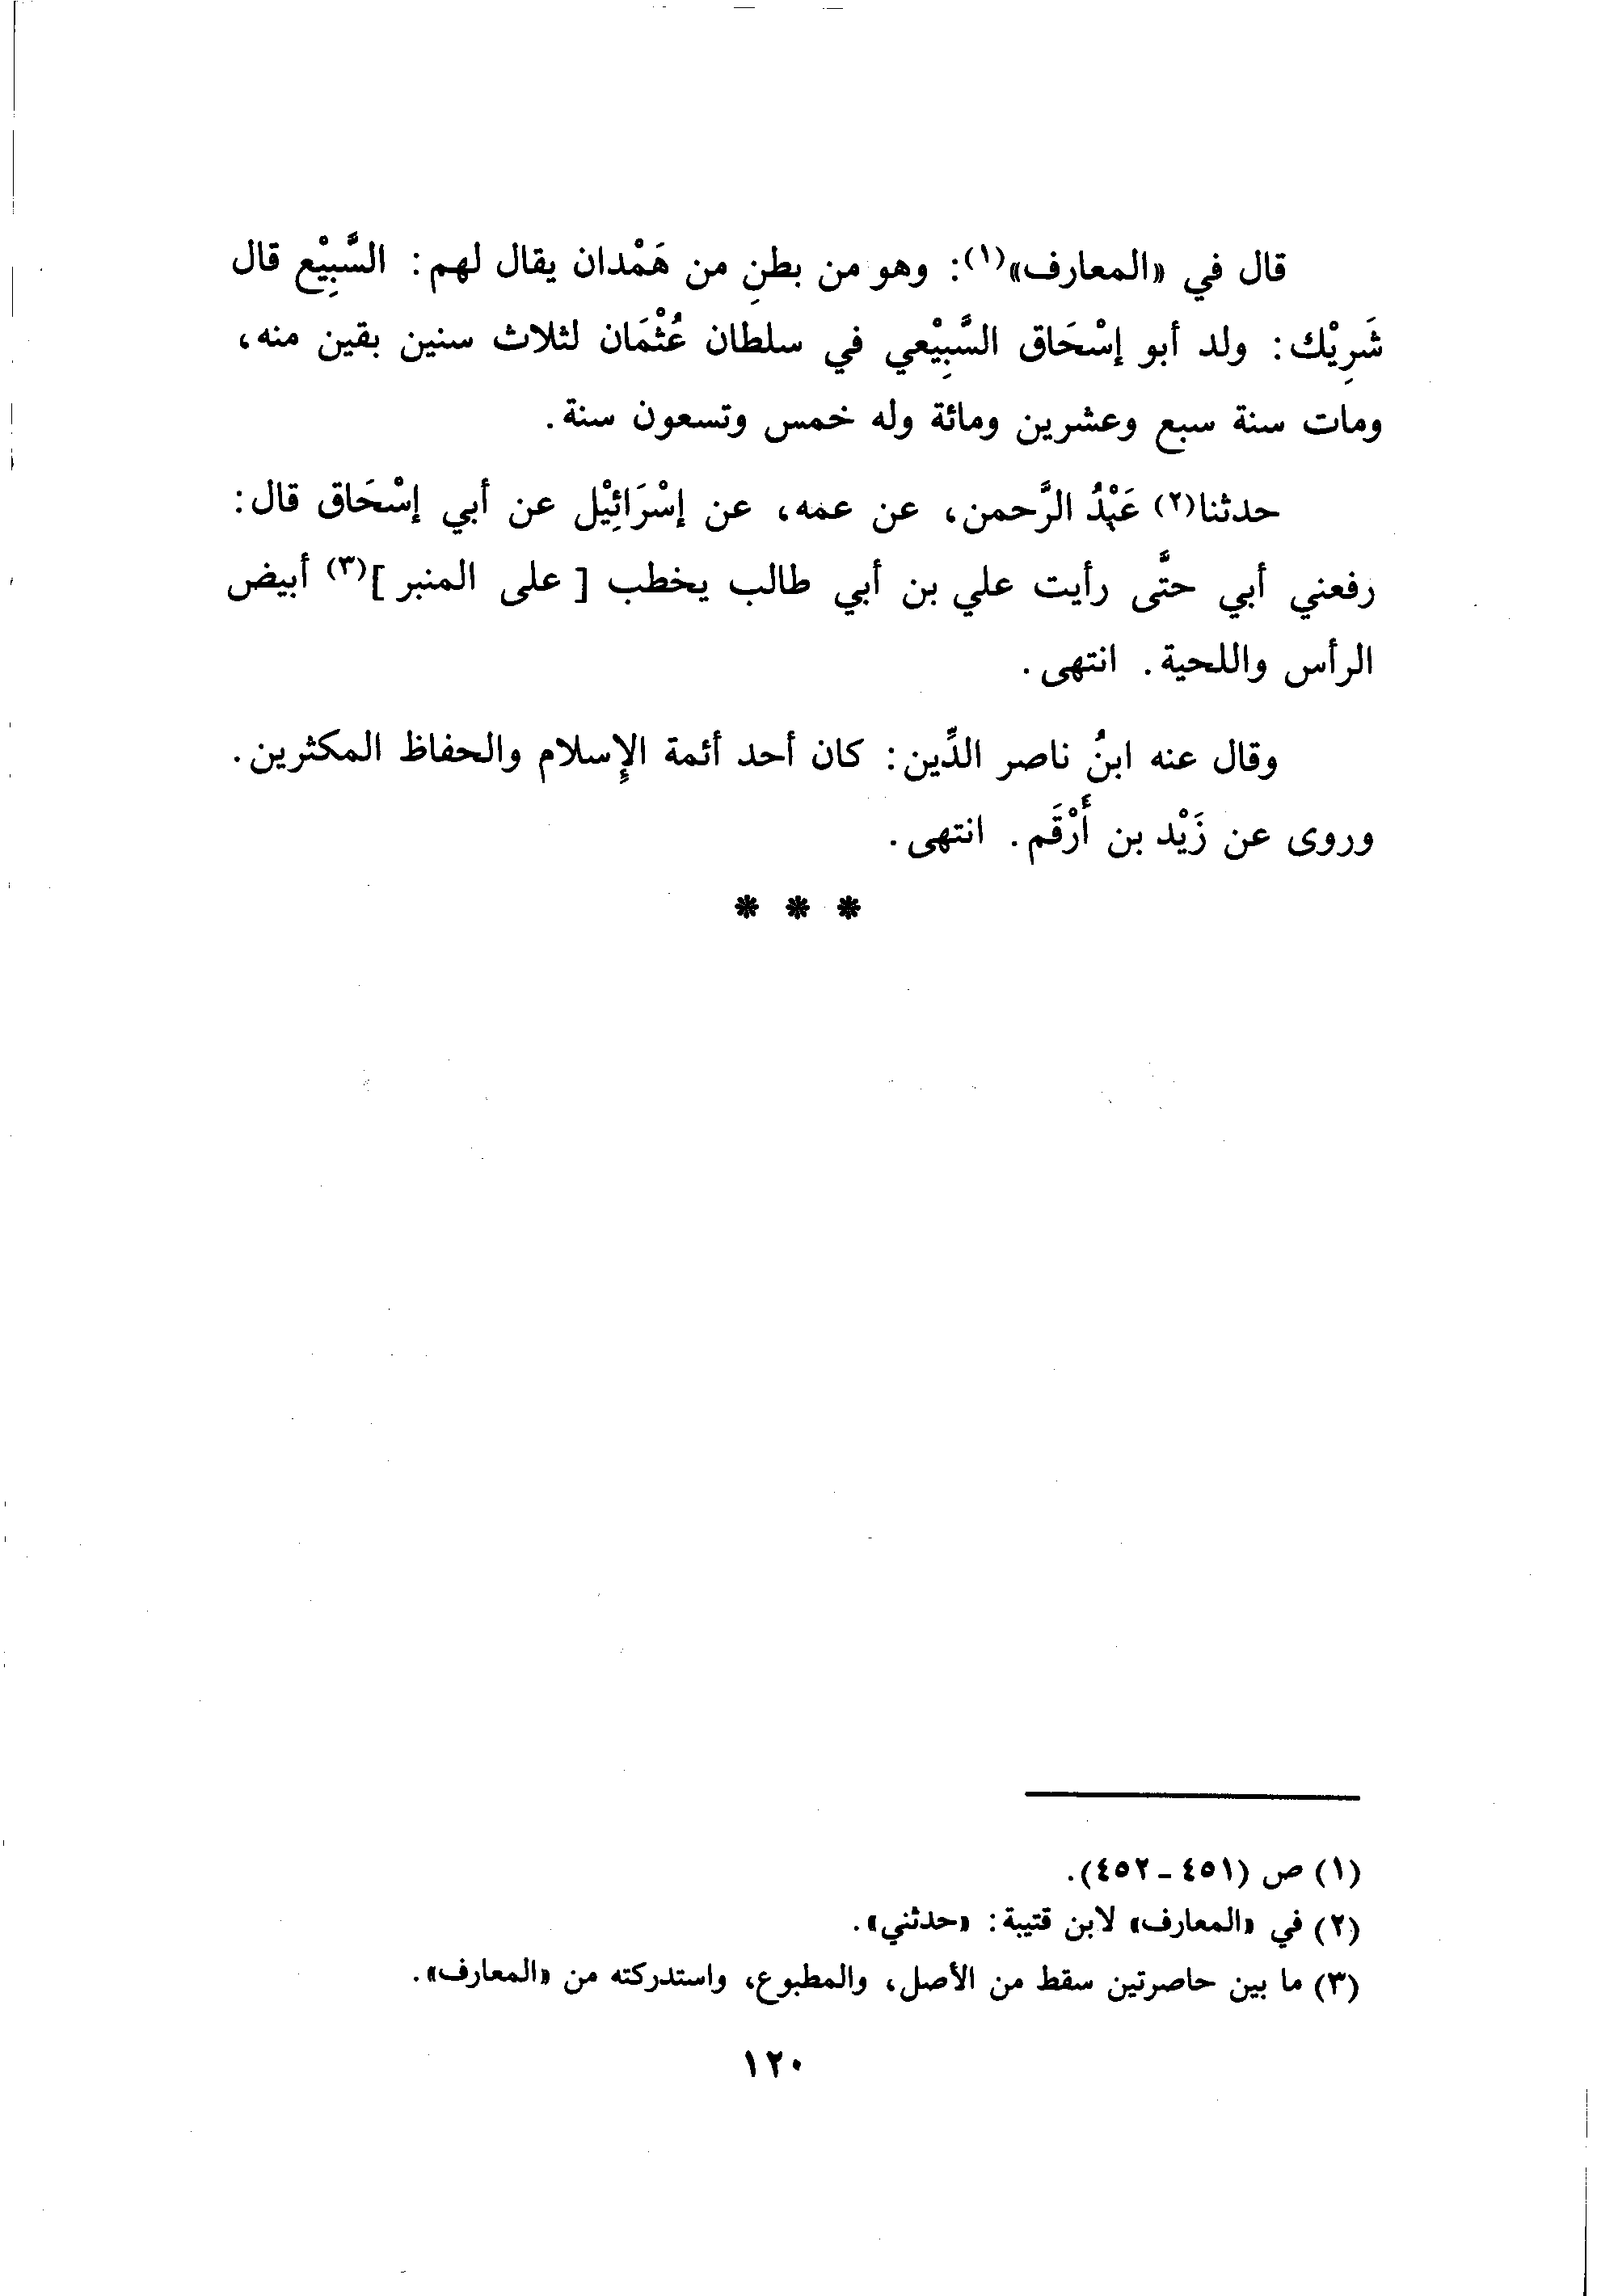 قال في «المعارف»(١): وهو من بطنِ من هَمْدان يقال لهم: السَّبِيْع قال
شَرِيْك: ولد أبو إسْحَاق السَّبِيْعي في سلطان عُثْمَان لثلاث سنين بقين منه،
ومات سنة سبع وعشرين ومائة وله خمس وتسعون سنة.
حدثنا(٢) عَبْدُ الرَّحمن، عن عمه، عن إسْرَائِيْل عن أبي إسْحَاق قال:
رفعني أبي حتَّى رأيت علي بن أبي طالب يخطب [على المنبر](٣) أبيض
الرأس واللحية. انتهى.
وقال عنه ابنُ ناصر الدِّين: كان أحد أئمة الإسلام والحفاظ المكثرين.
وروى عن زَيْد بن أَرْقَم. انتهى.
* * *
(١) ص (٤٥١ - ٤٥٢).
(٢) في «المعارف» لابن قتيبة: «حدثني».
(٣) ما بين حاصرتين سقط من الأصل، والمطبوع، واستدركته من «المعارف».
١٢٠